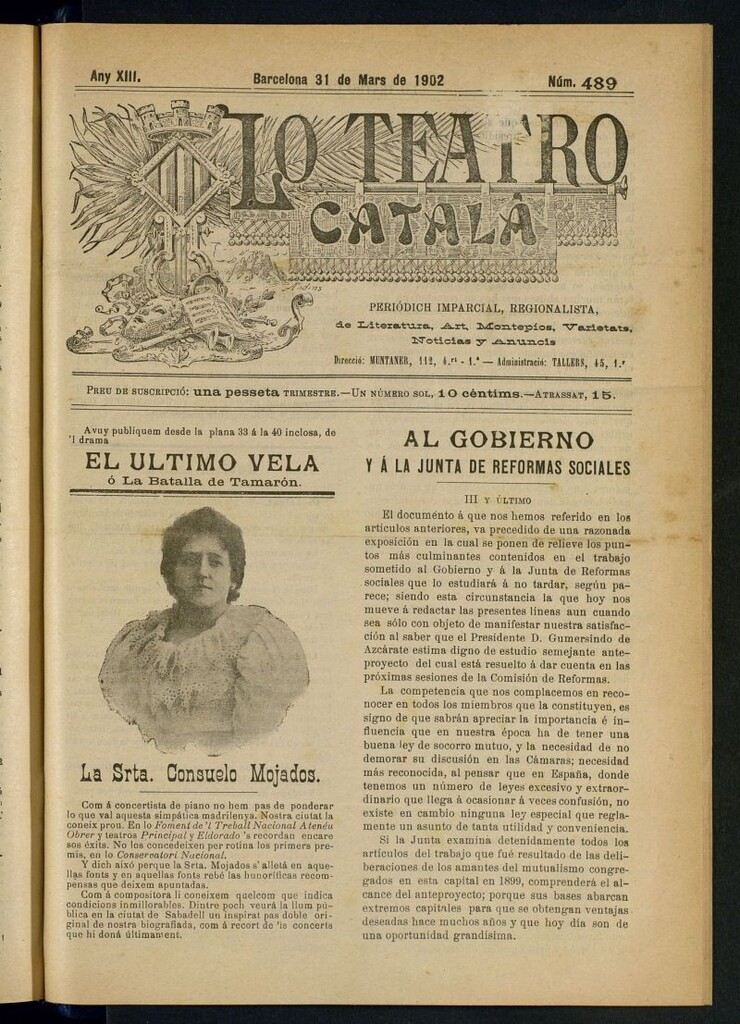 Any XIII.
Barcelona 31 de Mars de 1902
Núm. 489
LO TEATRO
CATALÁ
PERIÓDICH IMPARCIAL, REGIONALISTA,
de Literatura, Art, Montepíos, Varietats,
Noticias y Anuncis
Direcció: MUNTANER, 112, 4.rt - 1.ª — Administració: TALLERS, 45, 1.r
PREU DE SUSCRIPCIÓ: una pesseta TRIMESTRE.—UN NÚMERO SOL, 10 céntims.—ATRASSAT, 15.
Avuy publiquem desde la plana 33 á la 40 inclosa, de
'l drama
EL ULTIMO VELA
ó La Batalla de Tamarón.
La Srta. Consuelo Mojados.
Com á concertista de piano no hem pas de ponderar
lo que val aquesta simpática madrilenya. Nostra ciutat la
coneix prou. En lo Foment de 'l Treball Nacional Ateneu
Obrer y teatros Principal y Eldorado 's recordan encare
sos éxits. No los concedeixen per rotina los primers pre-
mis, en lo Conservatori Nacional.
Y dich aixó perque la Srta. Mojados s'alletá en aque-
llas fonts y en aquellas fonts rebé las hunoríficas recom-
pensas que deixem apuntadas.
Com á compositora li coneixem quelcom que indica
condicions inmillorables. Dintre poch veurá la llum pú-
blica en la ciutat de Sabadell un inspirat pas doble ori-
ginal de nostra biografiada, com á recort de 'ls concerts
que hi doná últimament.
AL GOBIERNO
Y Á LA JUNTA DE REFORMAS SOCIALES
III Y ÚLTIMO
El documento á que nos hemos referido en los
artículos anteriores, va precedido de una razonada
exposición en la cual se ponen de relieve los pun-
tos más culminantes contenidos en el trabajo
sometido al Gobierno y á la Junta de Reformas
sociales que lo estudiará á no tardar, según pa-
rece; siendo esta circunstancia la que hoy nos
mueve á redactar las presentes lineas aun cuando
sea sólo con objeto de manifestar nuestra satisfac-
ción al saber que el Presidente D. Gumersindo de
Azcárate estima digno de estudio semejante ante-
proyecto del cual está resuelto á dar cuenta en las
próximas sesiones de la Comisión de Reformas.
La competencia que nos complacemos en reco-
nocer en todos los miembros que la constituyen, es
signo de que sabrán apreciar la importancia é in-
fluencia que en nuestra época ha de tener una
buena ley de socorro mutuo, y la necesidad de no
demorar su discusión en las Cámaras; necesidad
más reconocida, al pensar que en España, donde
tenemos un número de leyes excesivo y extraor-
dinario que llega á ocasionar á veces confusión, no
existe en cambio ninguna ley especial que regla-
mente un asunto de tanta utilidad y conveniencia.
Si la Junta examina detenidamente todos los
artículos del trabajo que fué resultado de las deli-
beraciones de los amantes del mutualismo congre-
gados en esta capital en 1899, comprenderá el al-
cance del anteproyecto; porque sus bases abarcan
extremos capitales para que se obtengan ventajas
deseadas hace muchos años y que hoy día son de
una oportunidad grandísima.